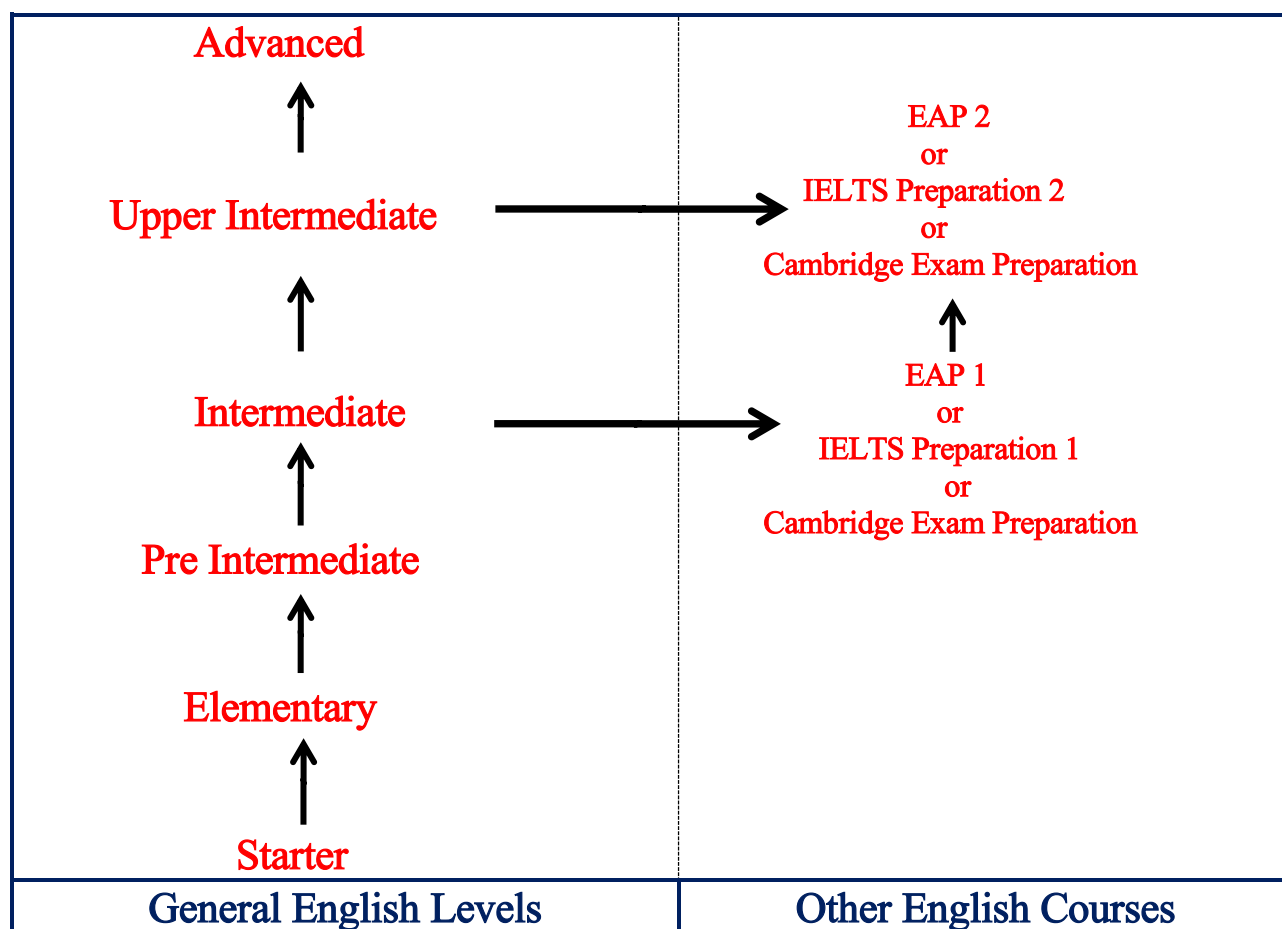 Advanced
Upper Intermediate
Intermediate
Pre Intermediate
Elementary
Starter
General English Levels
EAP 2
or
IELTS Preparation 2
or
Cambridge Exam Preparation
EAP 1
or
IELTS Preparation 1
or
Cambridge Exam Preparation
Other English Courses